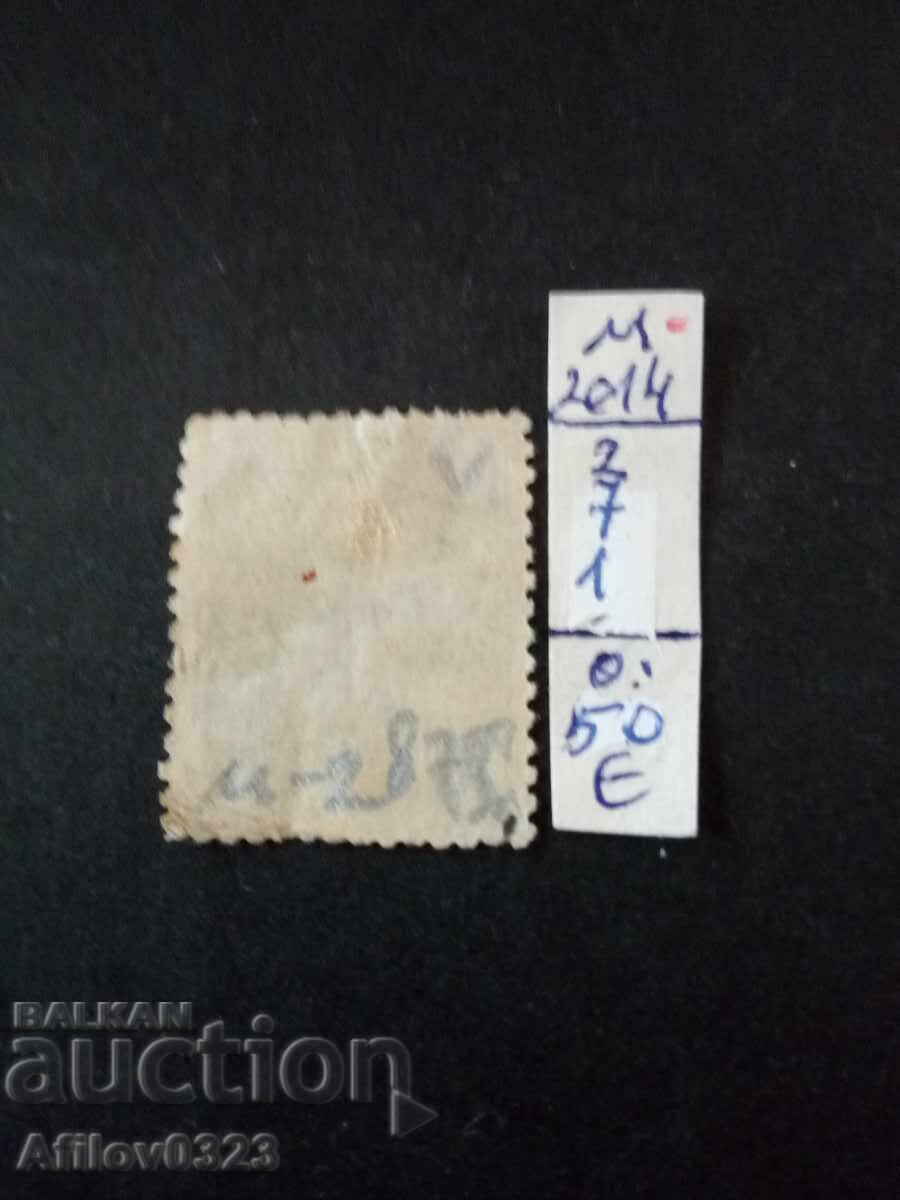 м
2014
2
7
1
0:
50
€
BALKAN
auction
Afilov0323